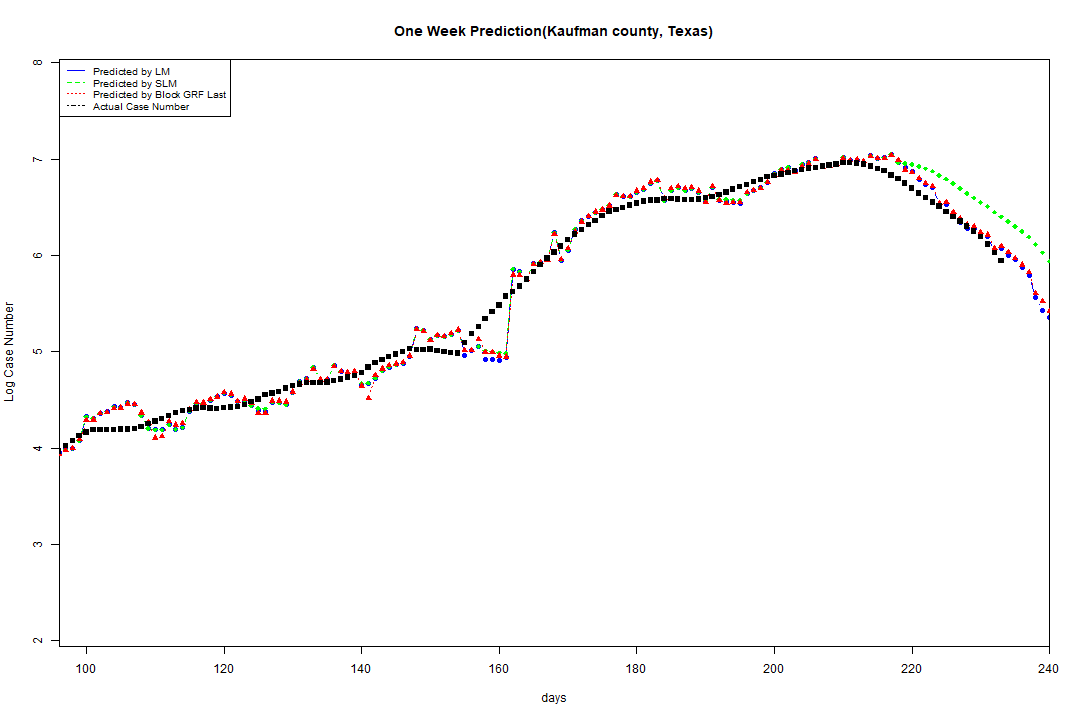 One Week Prediction(Kaufman county, Texas)
Predicted by LM
Predicted by SLM
Predicted by Block GRF Last
Actual Case Number
8
7
6
5
4
3
2
Log Case Number
100 120 140 160 180 200 220 240
days